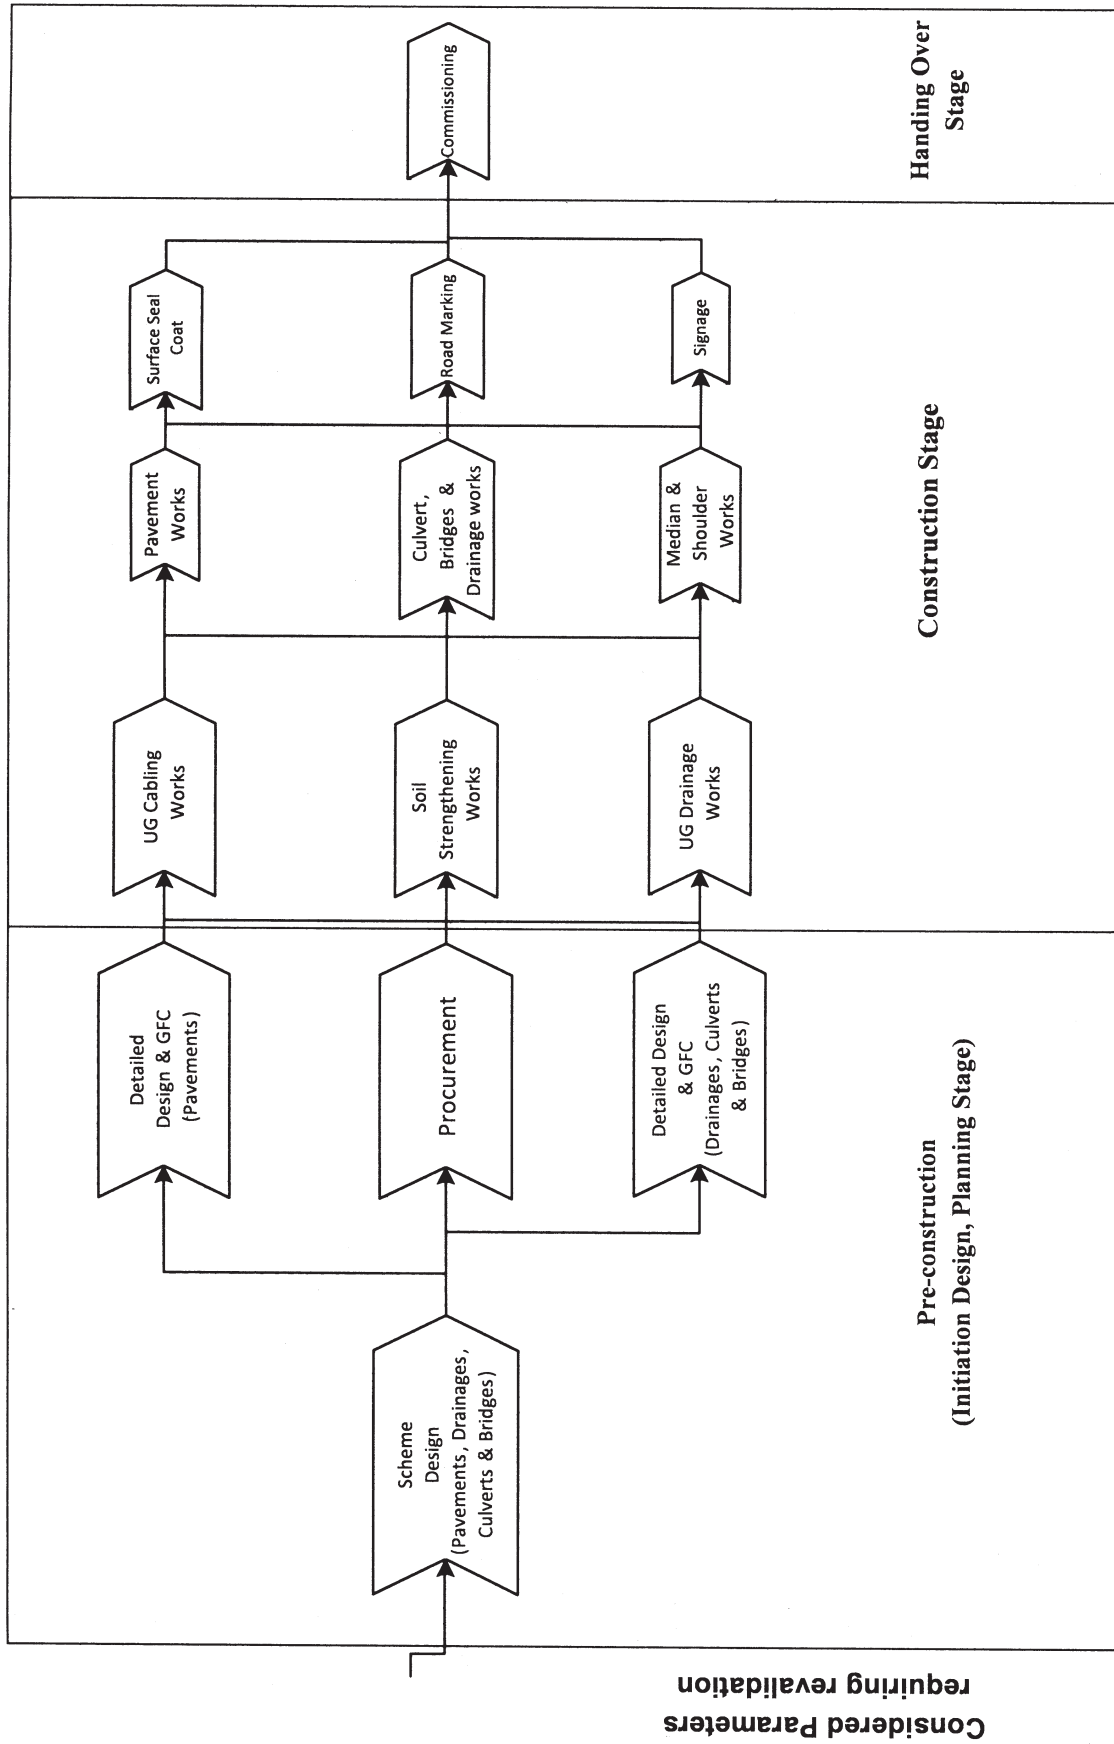 Considered Parameters
requiring revalidation
Scheme
Design
(Pavements, Drainages,
Culverts & Bridges)
Detailed
Design & GFC
(Pavements)
Procurement
Detailed Design
& GFC
(Drainages, Culverts
& Bridges)
Pre-construction
(Initiation Design, Planning Stage)
UG Cabling
Works
Soil
Strengthening
Works
UG Drainage
Works
Pavement
Works
Culvert,
Bridges &
Drainage works
Median &
Shoulder
Works
Surface Seal
Coat
Road Marking
Signage
Construction Stage
Commissioning
Handing Over
Stage